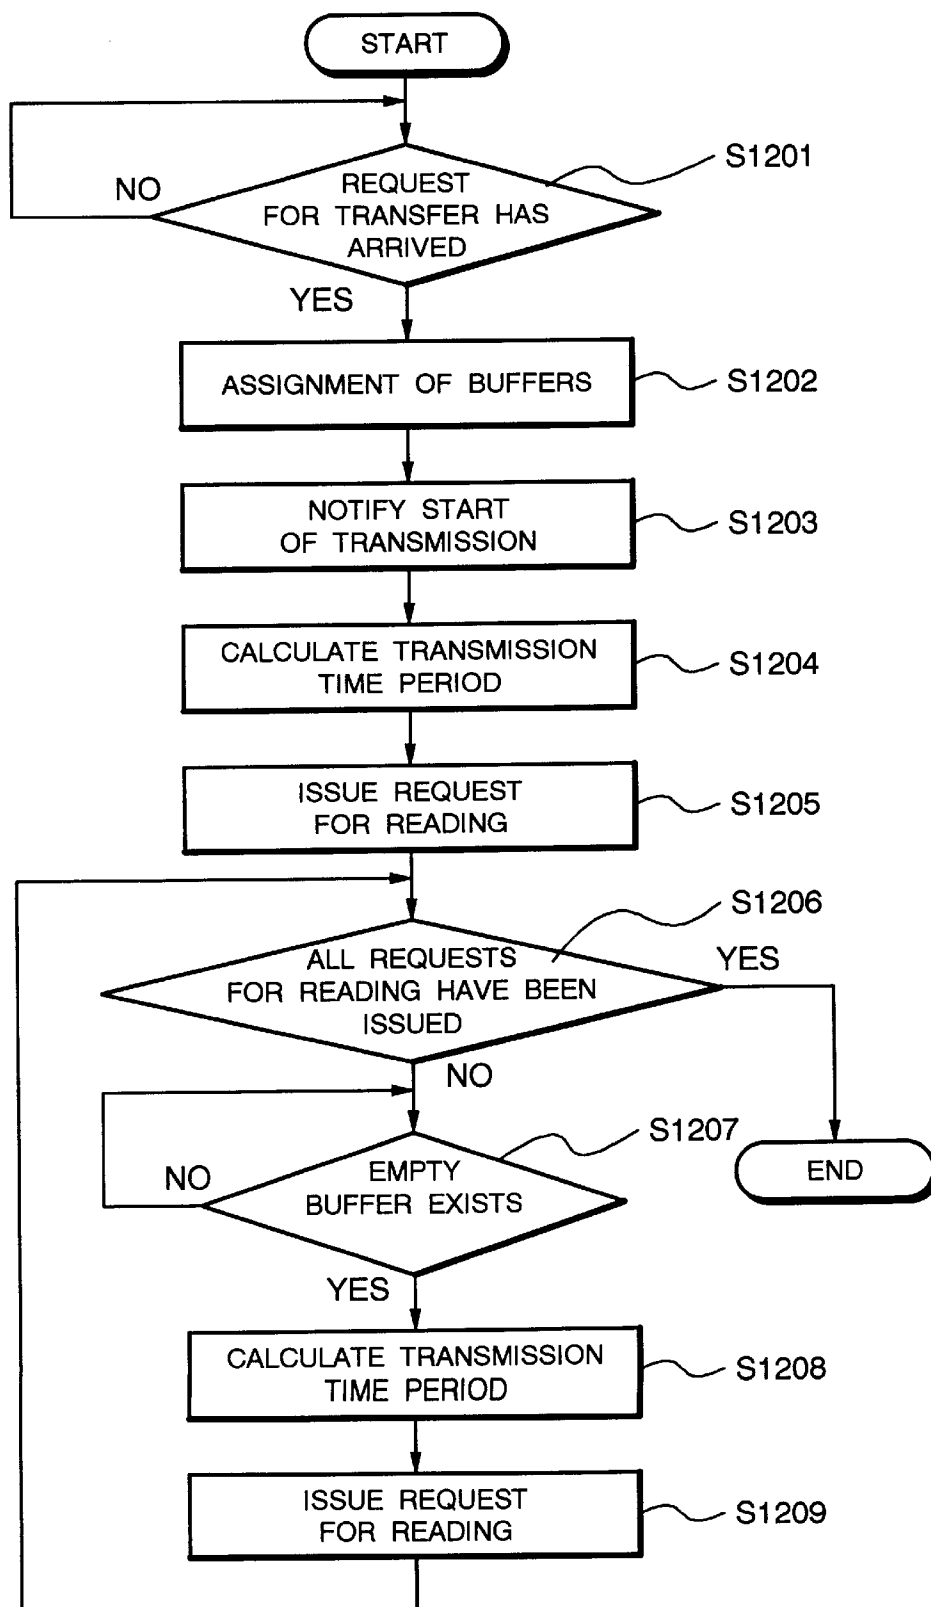 START
S1201
NO
REQUEST
FOR TRANSFER HAS
ARRIVED
YES
ASSIGNMENT OF BUFFERS
S1202
NOTIFY START
OF TRANSMISSION
S1203
CALCULATE TRANSMISSION
TIME PERIOD
S1204
ISSUE REQUEST
FOR READING
S1205
S1206
ALL REQUESTS
FOR READING HAVE BEEN
ISSUED
YES
NO
S1207
NO
EMPTY
BUFFER EXISTS
END
YES
CALCULATE TRANSMISSION
TIME PERIOD
S1208
ISSUE REQUEST
FOR READING
S1209